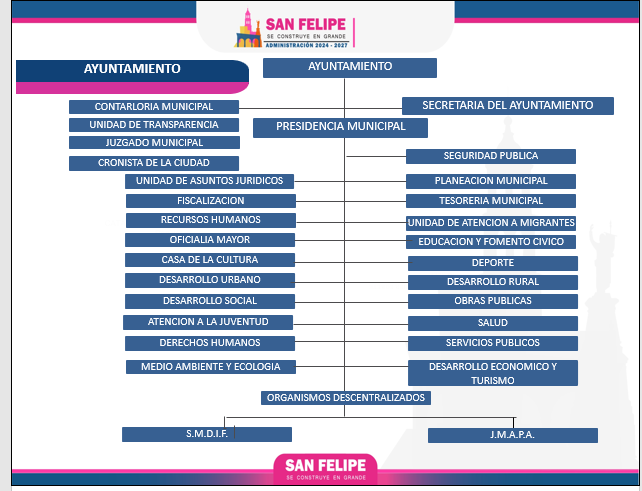 SAN FELIPE
SE CONSTRUYE EN GRANDE
ADMINISTRACIÓN 2024 - 2027
AYUNTAMIENTO
AYUNTAMIENTO
CONTARLORIA MUNICIPAL
SECRETARIA DEL AYUNTAMIENTO
UNIDAD DE TRANSPARENCIA
PRESIDENCIA MUNICIPAL
JUZGADO MUNICIPAL
CRONISTA DE LA CIUDAD
SEGURIDAD PUBLICA
UNIDAD DE ASUNTOS JURIDICOS
PLANEACION MUNICIPAL
FISCALIZACION
TESORERIA MUNICIPAL
RECURSOS HUMANOS
UNIDAD DE ATENCION A MIGRANTES
OFICIALIA MAYOR
EDUCACION Y FOMENTO CIVICO
CASA DE LA CULTURA
DEPORTE
DESARROLLO URBANO
DESARROLLO RURAL
DESARROLLO SOCIAL
OBRAS PUBLICAS
ATENCION A LA JUVENTUD
SALUD
DERECHOS HUMANOS
SERVICIOS PUBLICOS
MEDIO AMBIENTE Y ECOLOGIA
DESARROLLO ECONOMICO Y
TURISMO
ORGANISMOS DESCENTRALIZADOS
S.M.D.I.F.
J.M.A.P.A.
SAN FELIPE
SE CONSTRUYE EN GRANDE